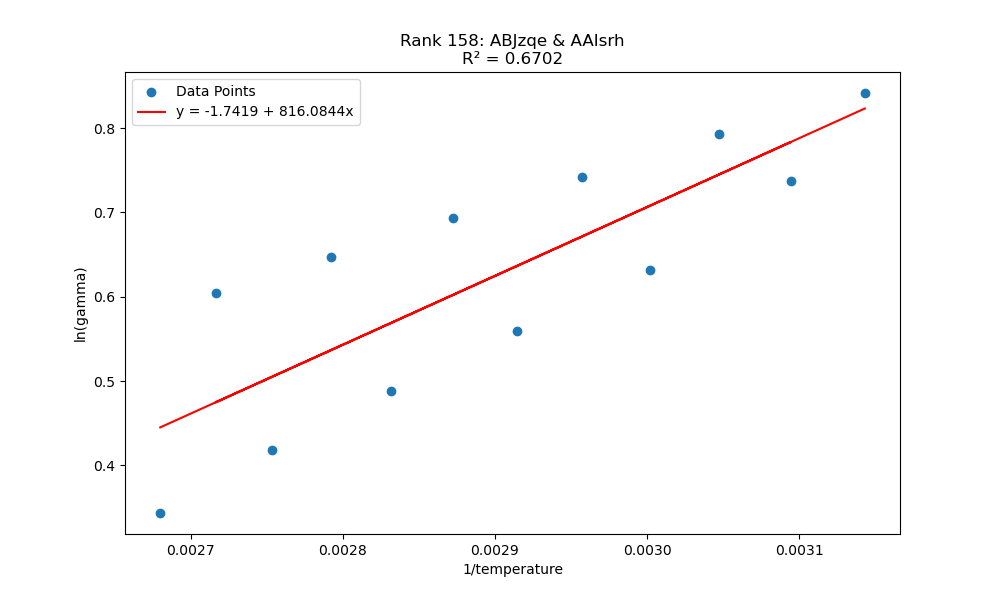 Rank 158: ABJzqe & AAIsrh
R² = 0.6702
Data Points
y = -1.7419 + 816.0844x
ln(gamma)
0.8
0.7
0.6
0.5
0.4
0.0027
0.0028
0.0029
0.0030
0.0031
1/temperature